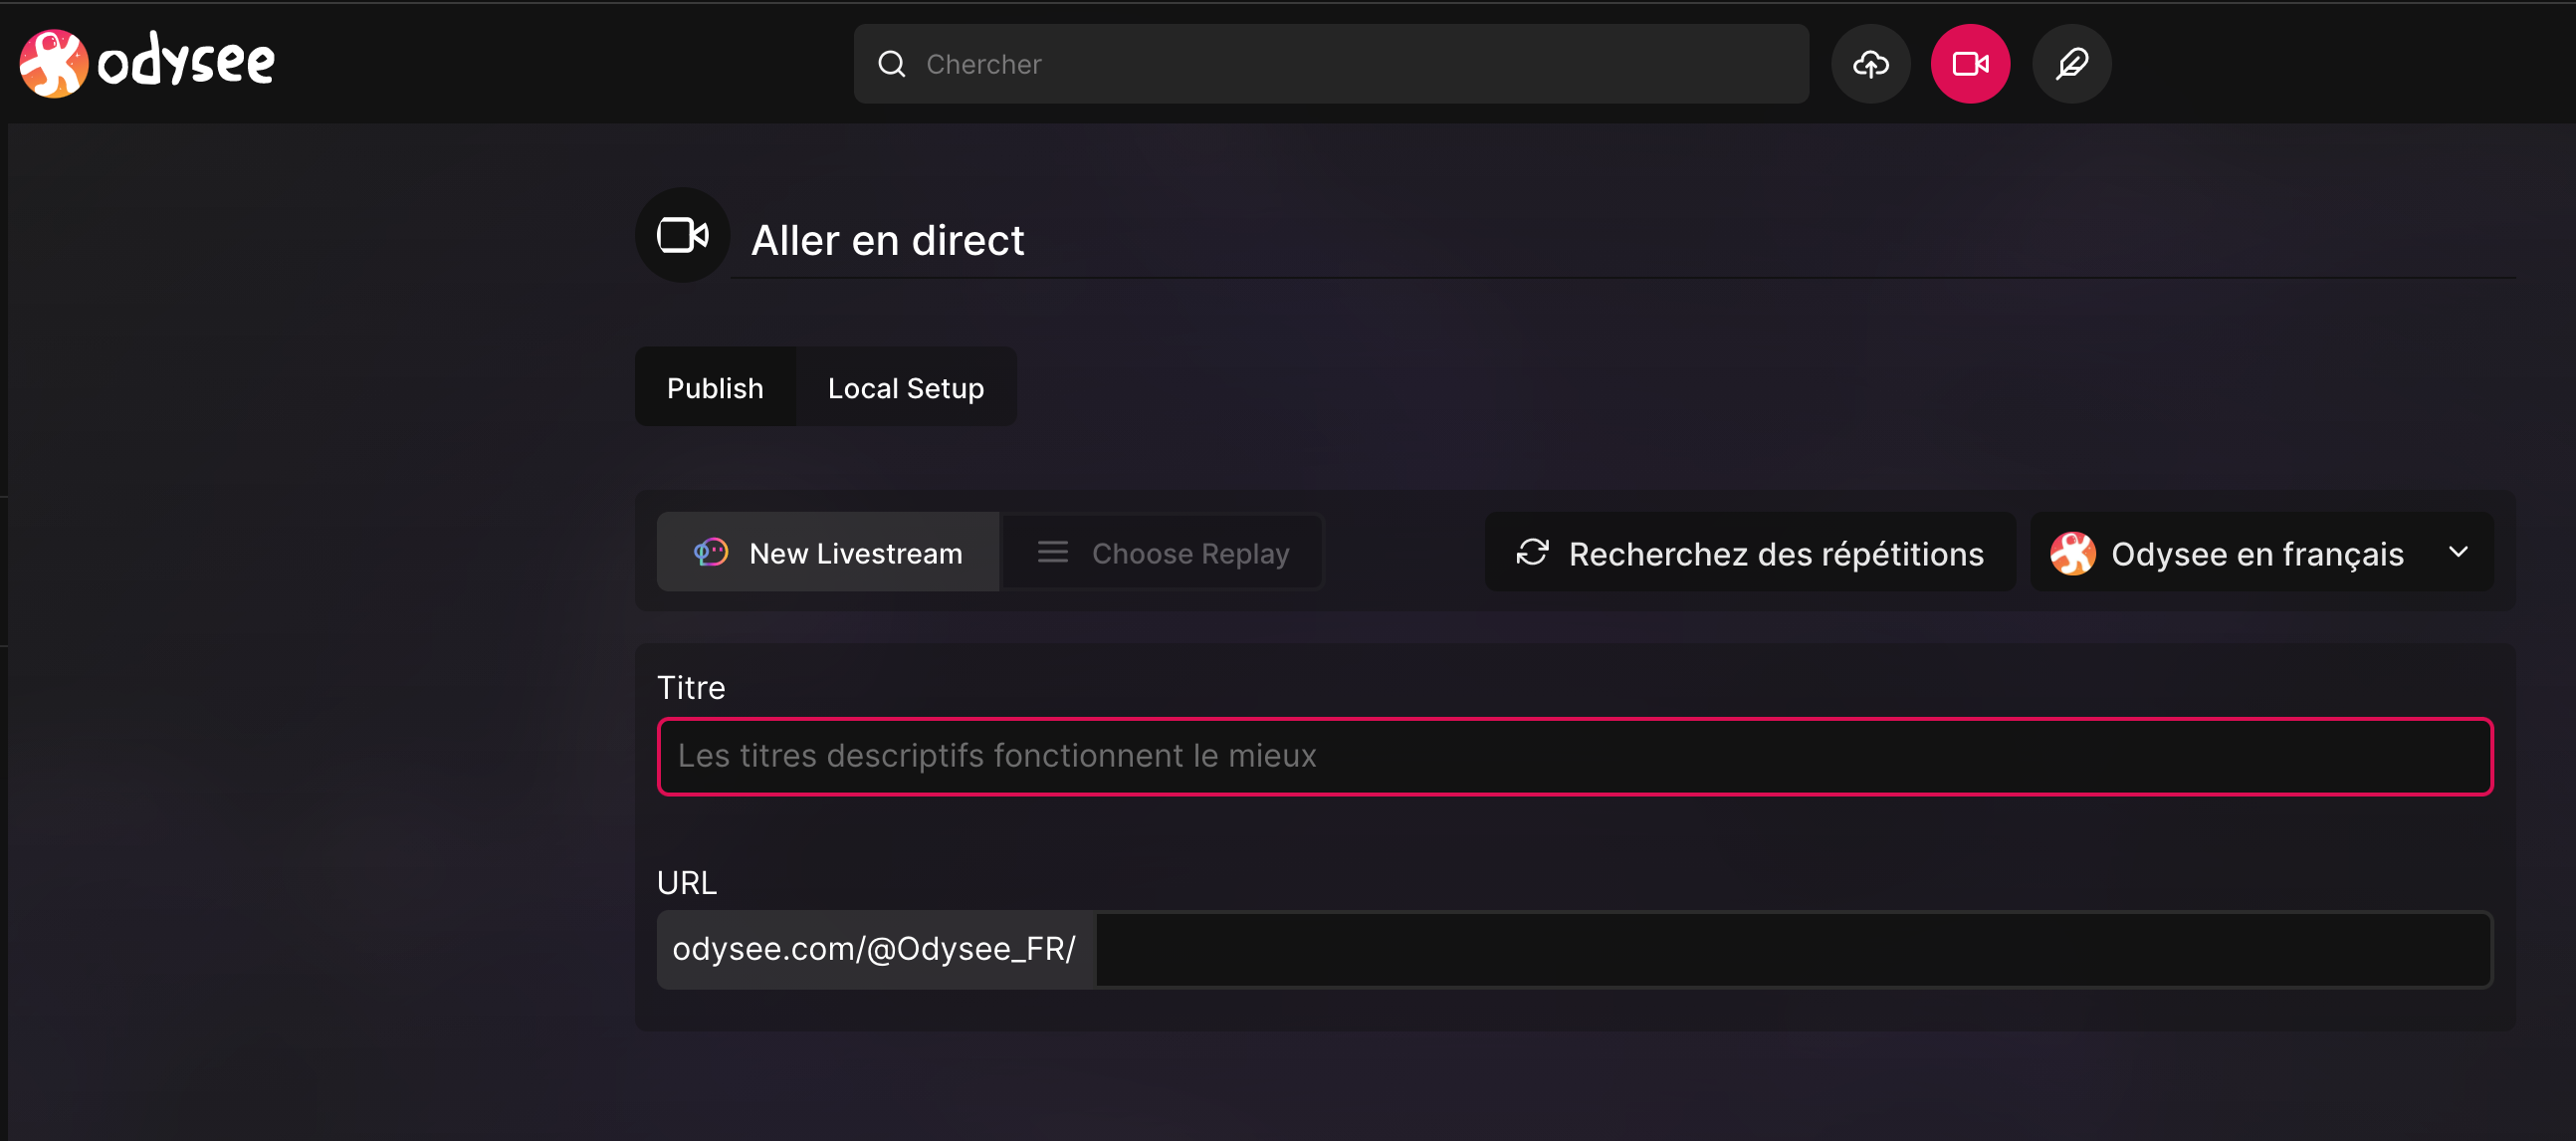 odysee
Chercher
Aller en direct
Publish
Local Setup
New Livestream
Choose Replay
Recherchez des répétitions
Odysee en français
Titre
Les titres descriptifs fonctionnent le mieux
URL
odysee.com/@Odysee_FR/